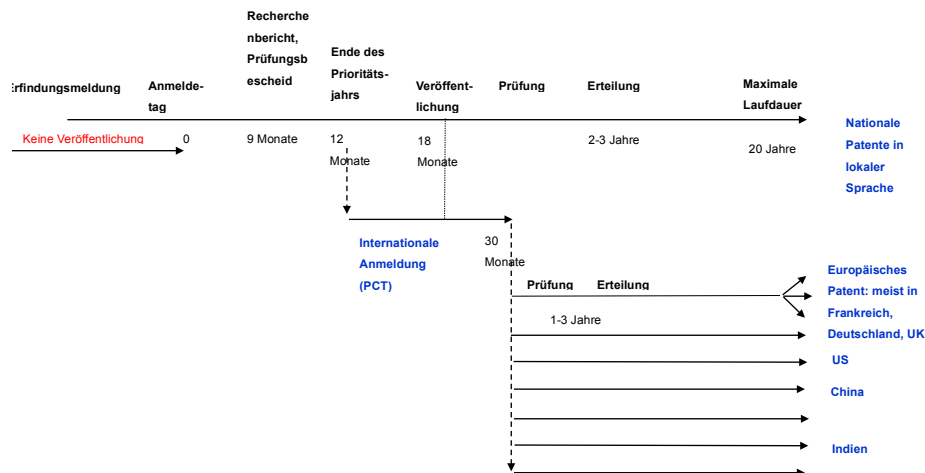 Recherche
nbericht,
Prüfungsb
escheid
Ende des
Prioritäts-
jahrs
Erfindungsmeldung
Anmelde-
tag
Veröffent-
lichung
Prüfung
Erteilung
Maximale
Laufdauer
Keine Veröffentlichung
0
9 Monate
12
Monate
18
Monate
2-3 Jahre
20 Jahre
Nationale
Patente in
lokaler
Sprache
Internationale
Anmeldung
(PCT)
30
Monate
Prüfung
Erteilung
1-3 Jahre
Europäisches
Patent: meist in
Frankreich,
Deutschland, UK
US
China
Indien